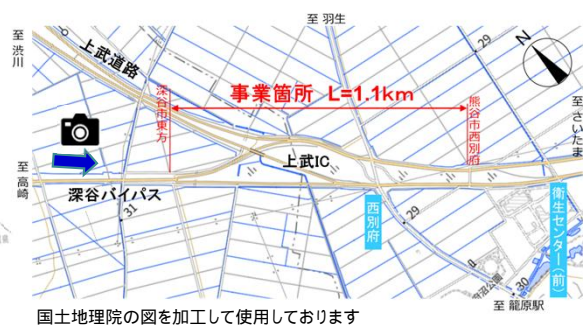 至 羽生
至 渋川
上武道路
29
事業箇所 L=1.1km
深谷市東方
熊谷市西別府
至 さいたま
上武IC
至 高崎
深谷バイパス
31
西別府
29
衛生センター(前)
30
至 籠原駅
国土地理院の図を加工して使用しております